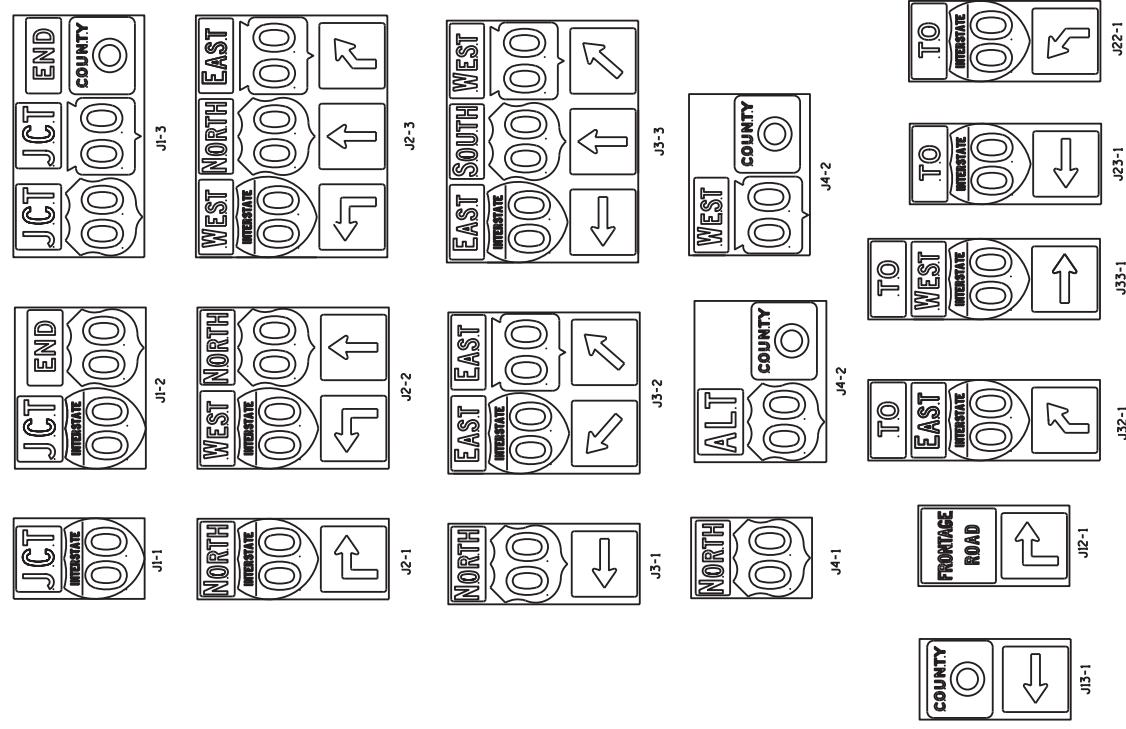 JCT
INTERSTATE
00
J1-1
JCT END
INTERSTATE
00 00
J1-2
JCT JCT END
COUNTY
00 00 0
J1-3
NORTH
INTERSTATE
00
J2-1
WEST NORTH
INTERSTATE
00 00
J2-2
WEST NORTH EAST
INTERSTATE
00 00 00
J2-3
NORTH
00
J3-1
EAST EAST
INTERSTATE
00 00
J3-2
EAST SOUTH WEST
INTERSTATE
00 00 00
J3-3
NORTH
00
J4-1
ALT
COUNTY
00 0
J4-2
WEST
COUNTY
00 0
J4-2
COUNTY
0
J13-1
FRONTAGE
ROAD
J12-1
TO
EAST
INTERSTATE
00
J32-1
TO
WEST
INTERSTATE
00
J33-1
TO
INTERSTATE
00
J23-1
TO
INTERSTATE
00
J22-1